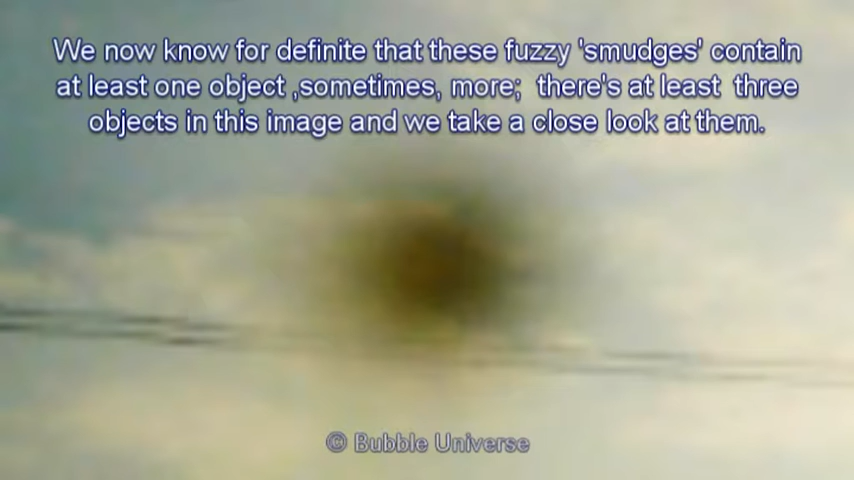 We now know for definite that these fuzzy 'smudges' contain
at least one object ,sometimes, more;  there's at least  three
objects in this image and we take a close look at them.
© Bubble Universe